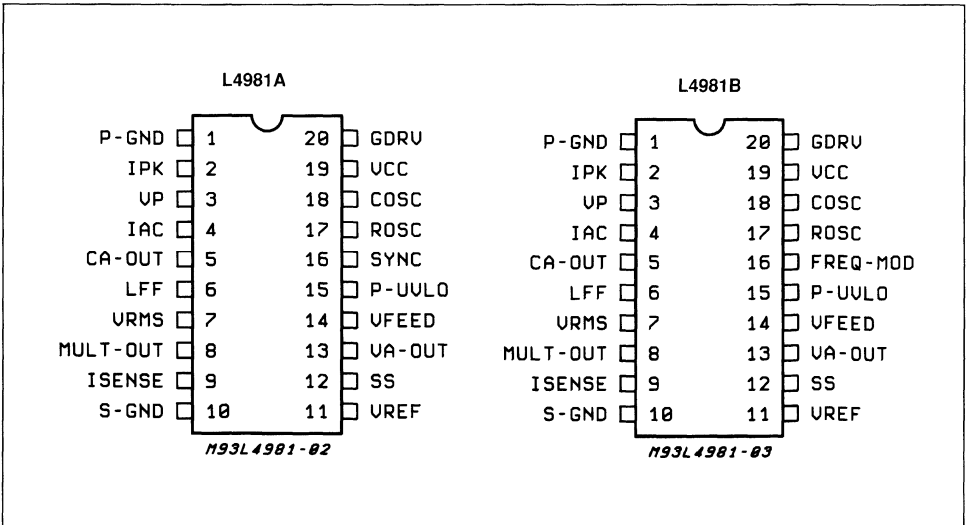 L4981A
P-GND 1 20 GDRV
IPK 2 19 VCC
VP 3 18 COSC
IAC 4 17 ROSC
CA-OUT 5 16 SYNC
LFF 6 15 P-UVLO
VRMS 7 14 VFEED
MULT-OUT 8 13 VA-OUT
ISENSE 9 12 SS
S-GND 10 11 VREF
M93L4981-02
L4981B
P-GND 1 20 GDRV
IPK 2 19 VCC
VP 3 18 COSC
IAC 4 17 ROSC
CA-OUT 5 16 FREQ-MOD
LFF 6 15 P-UVLO
VRMS 7 14 VFEED
MULT-OUT 8 13 VA-OUT
ISENSE 9 12 SS
S-GND 10 11 VREF
M93L4981-03